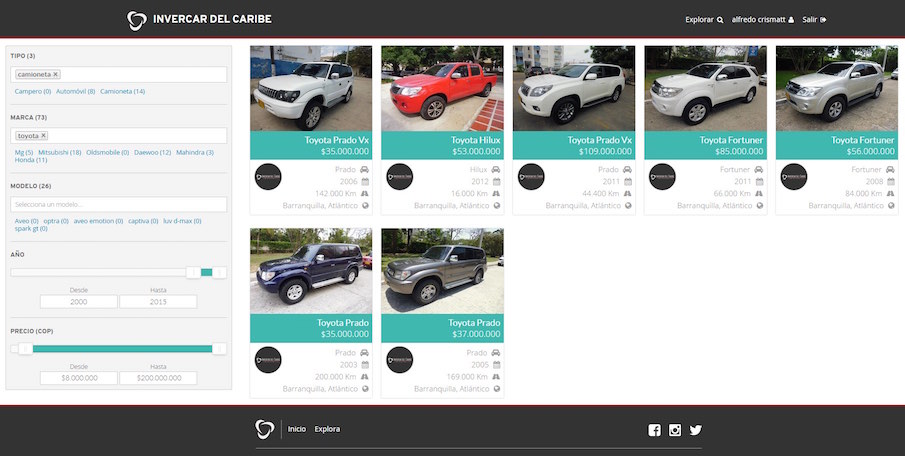 INVERCAR DEL CARIBE
Explorar
alfredo crismatt
Salir
TIPO (3)
camioneta ×
Campero (0) Automóvil (8) Camioneta (14)
MARCA (73)
toyota ×
Mg (5) Mitsubishi (18) Oldsmobile (0) Daewoo (12) Mahindra (3)
Honda (11)
MODELO (26)
Selecciona un modelo...
Aveo (0) optra (0) aveo emotion (0) captiva (0) luv d-max (0)
spark gt (0)
AÑO
Desde Hasta
2000 2015
PRECIO (COP)
Desde Hasta
$8.000.000 $200.000.000
Toyota Prado Vx
$35.000.000
Prado
2006
142.000 Km
Barranquilla, Atlántico
Toyota Hilux
$53.000.000
Hilux
2012
16.000 Km
Barranquilla, Atlántico
Toyota Prado Vx
$109.000.000
Prado
2011
44.400 Km
Barranquilla, Atlántico
Toyota Fortuner
$85.000.000
Fortuner
2011
66.000 Km
Barranquilla, Atlántico
Toyota Fortuner
$56.000.000
Fortuner
2008
84.000 Km
Barranquilla, Atlántico
Toyota Prado
$35.000.000
Prado
2003
200.000 Km
Barranquilla, Atlántico
Toyota Prado
$37.000.000
Prado
2005
169.000 Km
Barranquilla, Atlántico
Inicio Explora